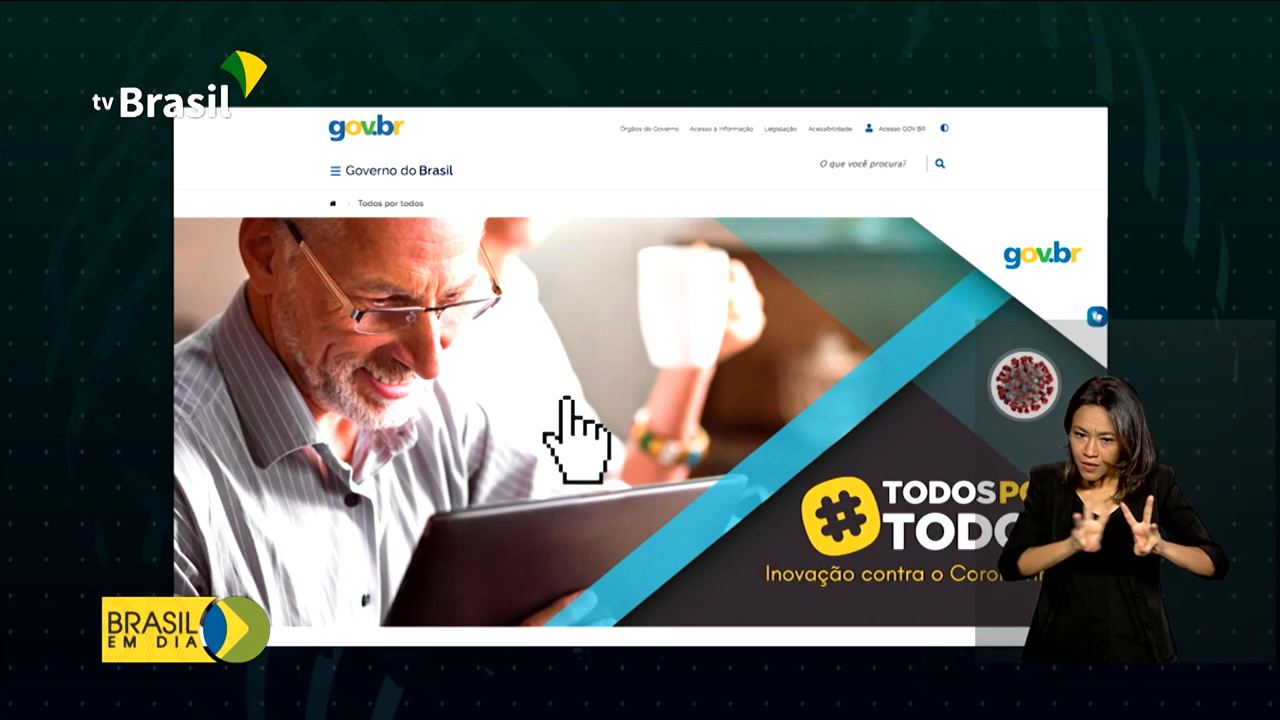 tv Brasil
gov.br
Órgãos do Governo Acesso à Informação Legislação Acessibilidade Acesso GOV.BR
Governo do Brasil
O que você procura?
Todos por todos
gov.br
# TODOS
TODO
Inovação contra o
BRASIL
EM DIA